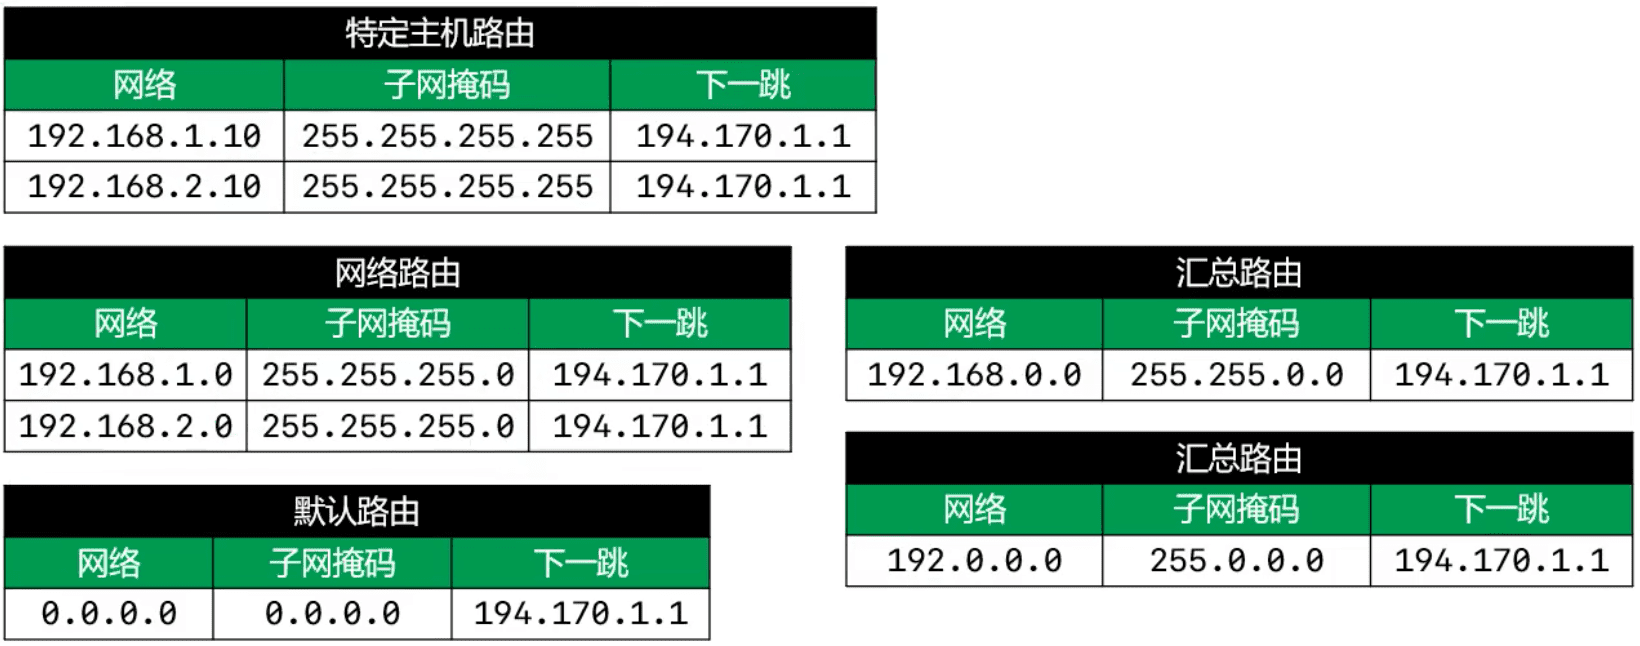 特定主机路由
网络 子网掩码 下一跳
192.168.1.10 255.255.255.255 194.170.1.1
192.168.2.10 255.255.255.255 194.170.1.1
网络路由
网络 子网掩码 下一跳
192.168.1.0 255.255.255.0 194.170.1.1
192.168.2.0 255.255.255.0 194.170.1.1
汇总路由
网络 子网掩码 下一跳
192.168.0.0 255.255.0.0 194.170.1.1
汇总路由
网络 子网掩码 下一跳
192.0.0.0 255.0.0.0 194.170.1.1
默认路由
网络 子网掩码 下一跳
0.0.0.0 0.0.0.0 194.170.1.1